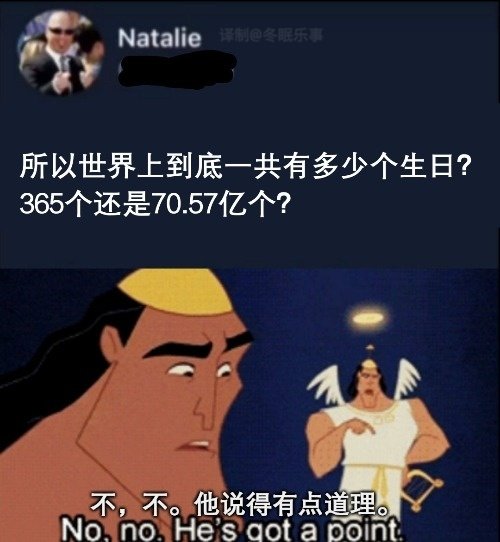 Natalie 译制@冬眠乐事
所以世界上到底一共有多少个生日?
365个还是70.57亿个?
不，不。他说得有点道理。
No, no. He's got a point.